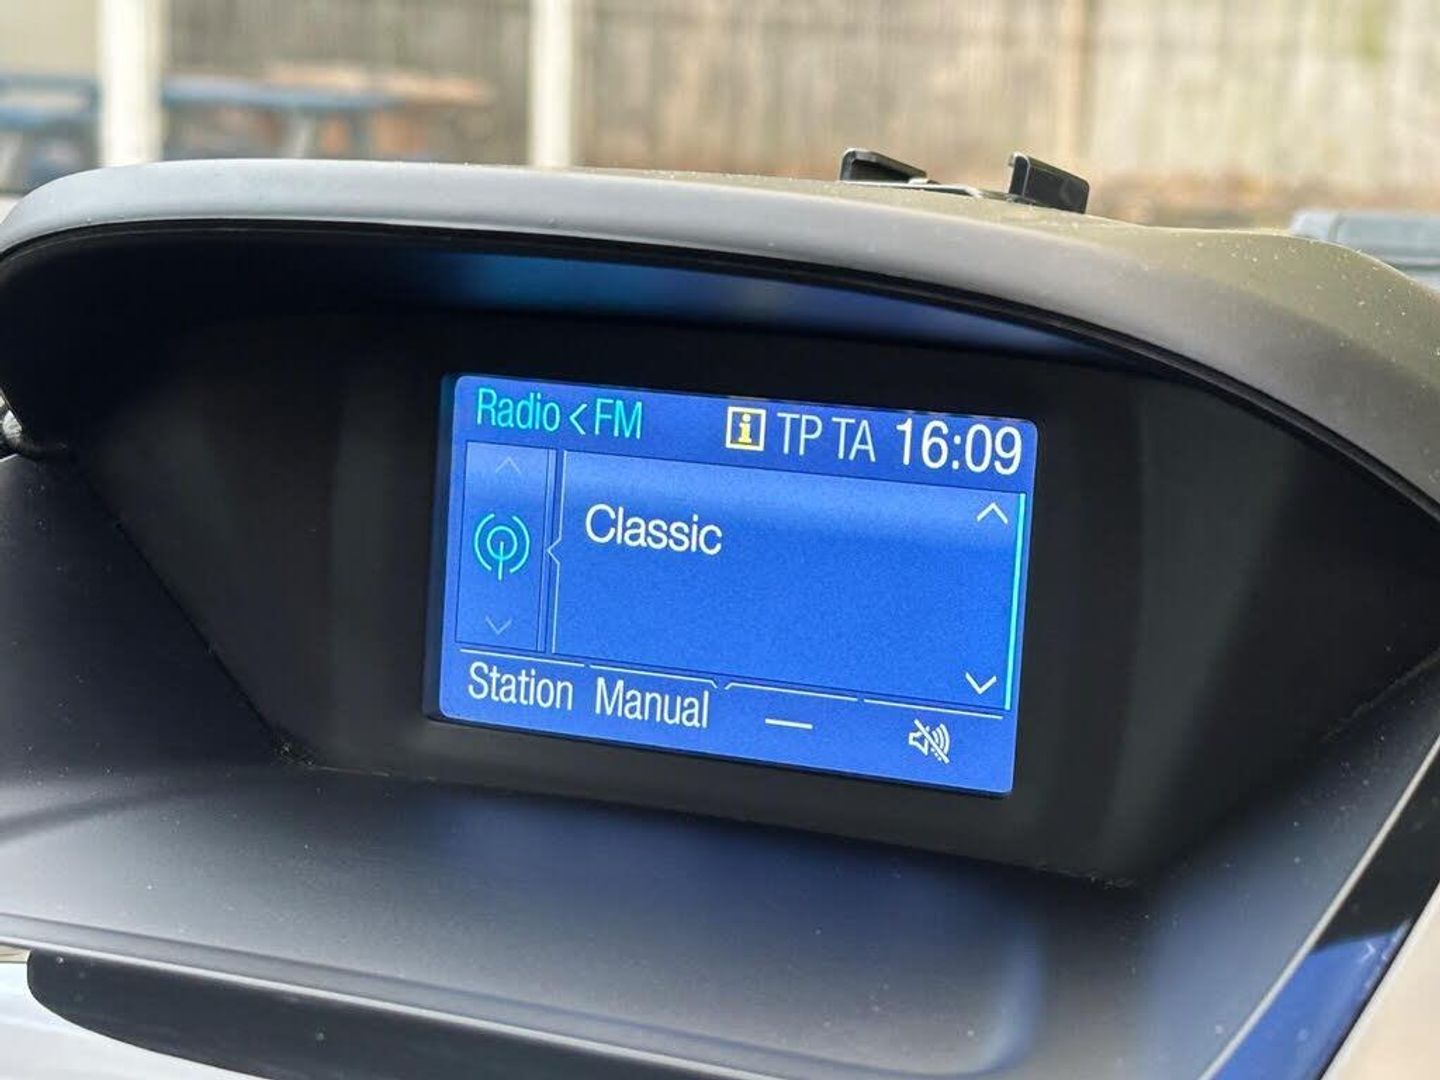 Radio < FM i TP TA 16:09
Classic
Station Manual —